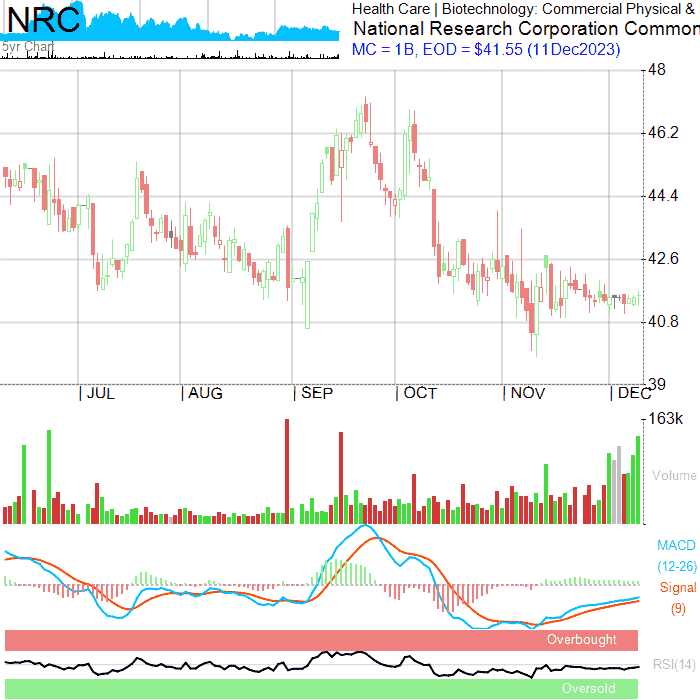 NRC
5yr Chart
Health Care | Biotechnology: Commercial Physical &
National Research Corporation Common
MC = 1B, EOD = $41.55 (11Dec2023)
48
46.2
44.4
42.6
40.8
39
| JUL
| AUG
| SEP
| OCT
| NOV
| DEC
163k
Volume
MACD
(12-26)
Signal
(9)
Overbought
RSI(14)
Oversold